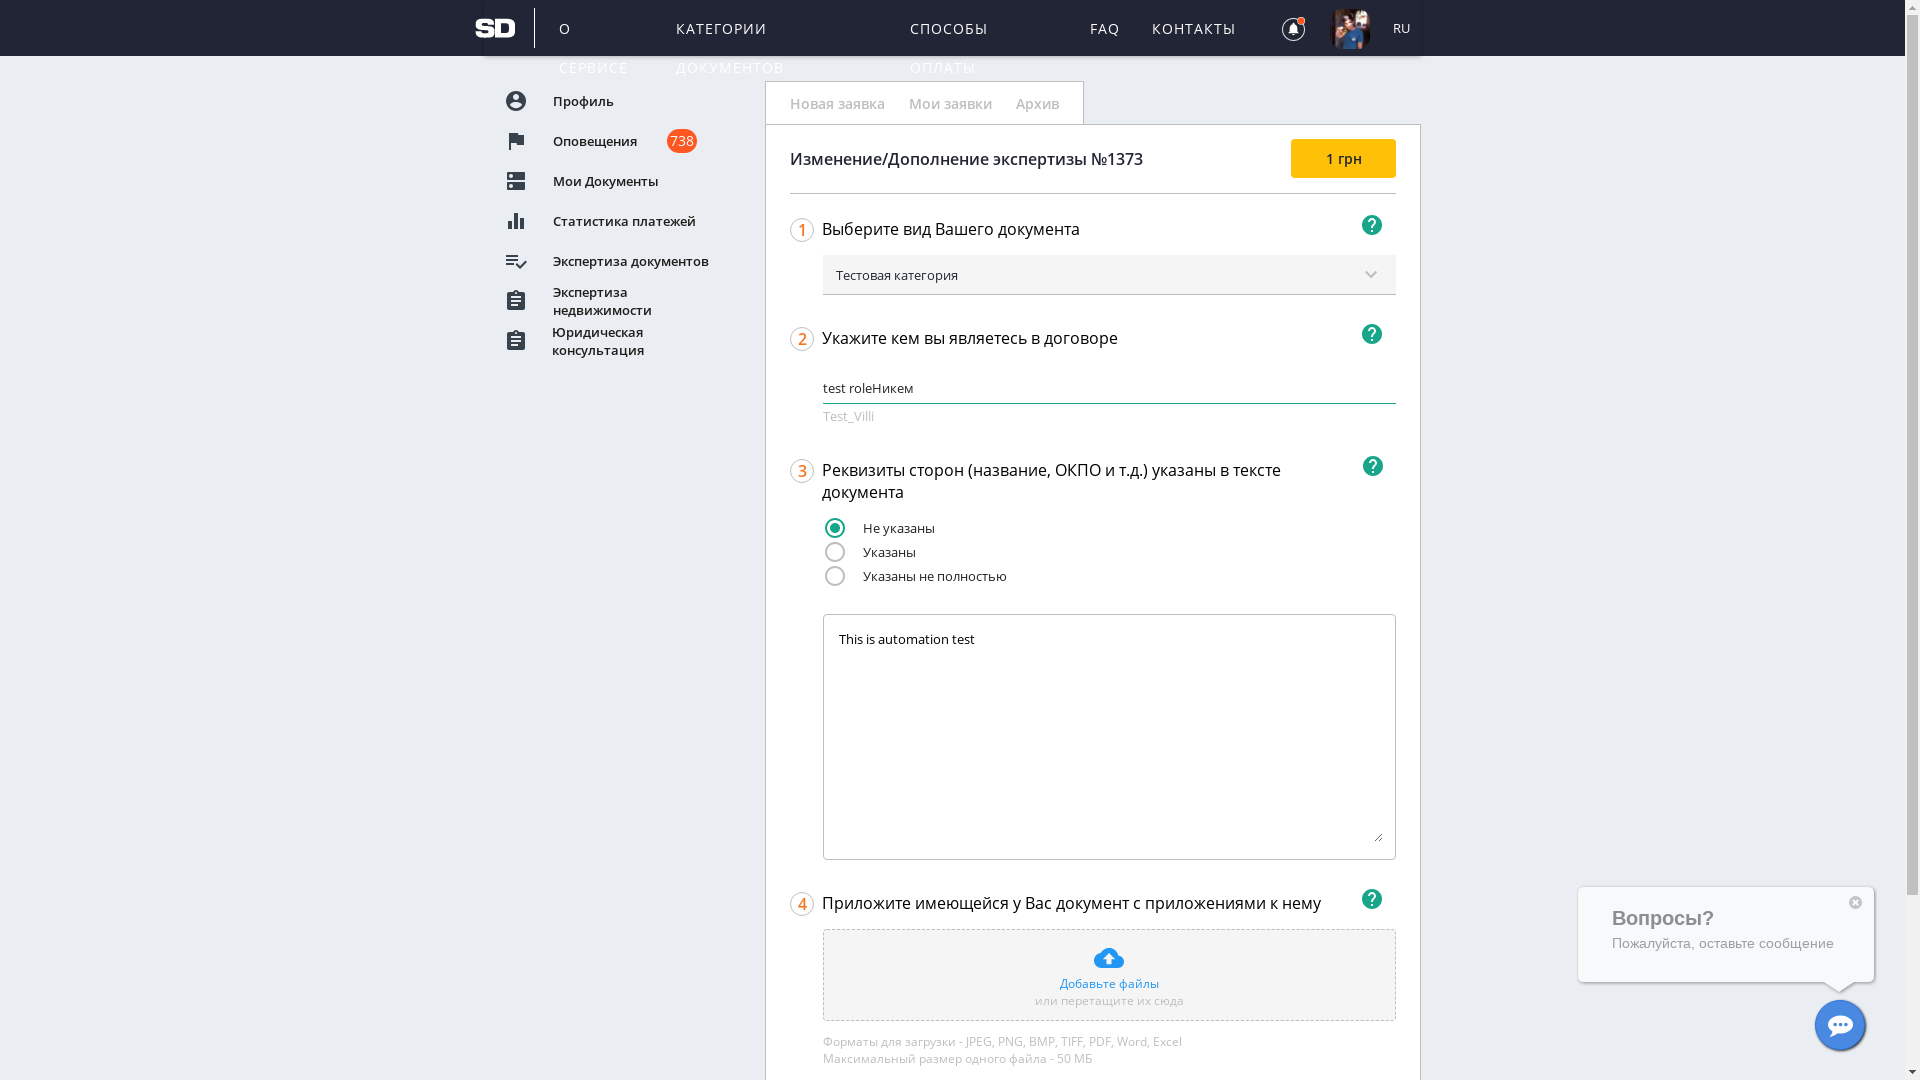 SD
О
СЕРВИСЕ
КАТЕГОРИИ
ДОКУМЕНТОВ
СПОСОБЫ
ОПЛАТЫ
FAQ
КОНТАКТЫ
RU
Профиль
Оповещения 738
Мои Документы
Статистика платежей
Экспертиза документов
Экспертиза
недвижимости
Юридическая
консультация
Новая заявка Мои заявки Архив
Изменение/Дополнение экспертизы №1373
1 грн
1 Выберите вид Вашего документа
Тестовая категория
2 Укажите кем вы являетесь в договоре
test roleНикем
Test_Villi
3 Реквизиты сторон (название, ОКПО и т.д.) указаны в тексте
документа
Не указаны
Указаны
Указаны не полностью
This is automation test
4 Приложите имеющейся у Вас документ с приложениями к нему
Добавьте файлы
или перетащите их сюда
Форматы для загрузки - JPEG, PNG, BMP, TIFF, PDF, Word, Excel
Максимальный размер одного файла - 50 МБ
Вопросы?
Пожалуйста, оставьте сообщение